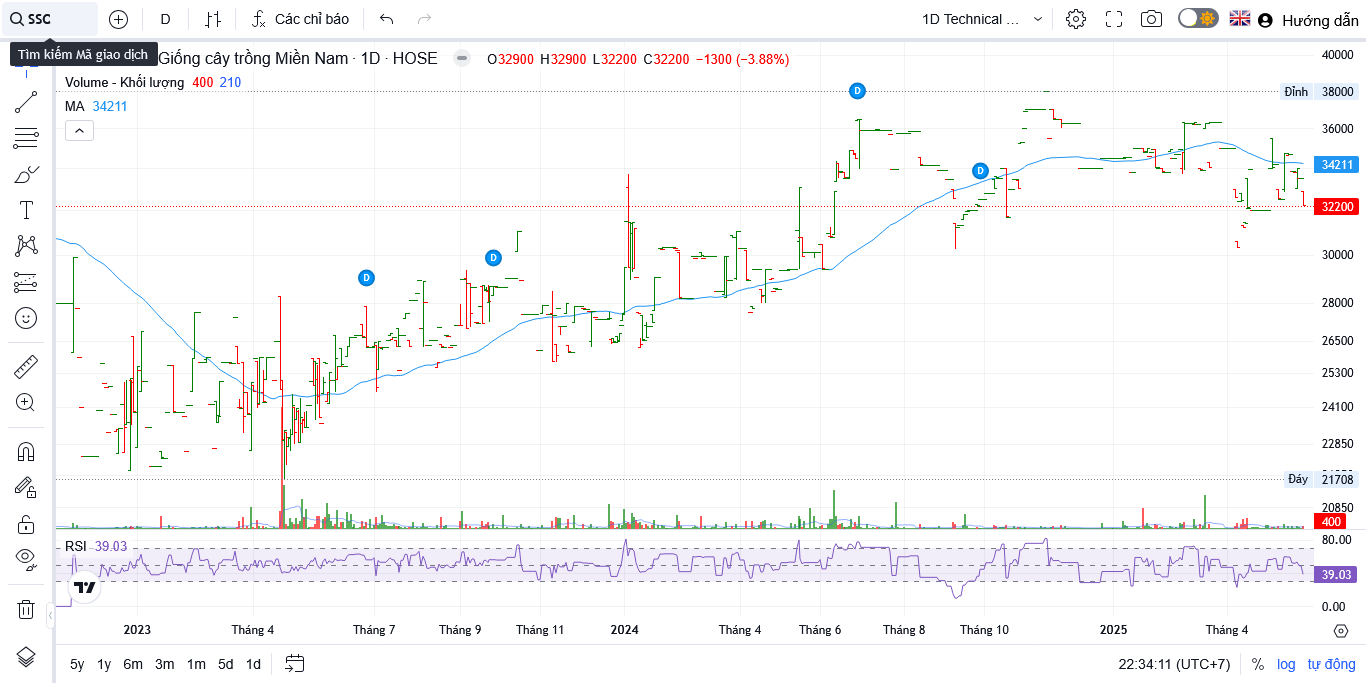 SSC
D
Các chỉ báo
1D Technical ...
Hướng dẫn
Tìm kiếm Mã giao dịch
Giống cây trồng Miền Nam · 1D · HOSE
O32900 H32900 L32200 C32200 −1300 (−3.88%)
Volume - Khối lượng 400 210
MA 34211
D
D
D
D
40000
Đỉnh 38000
36000
34211
32200
30000
28000
26500
25300
24100
22850
Đáy 21708
20850
400
RSI 39.03
80.00
39.03
0.00
2023
Tháng 4
Tháng 7
Tháng 9
Tháng 11
2024
Tháng 4
Tháng 6
Tháng 8
Tháng 10
2025
Tháng 4
5y 1y 6m 3m 1m 5d 1d
22:34:11 (UTC+7)
% log tự động